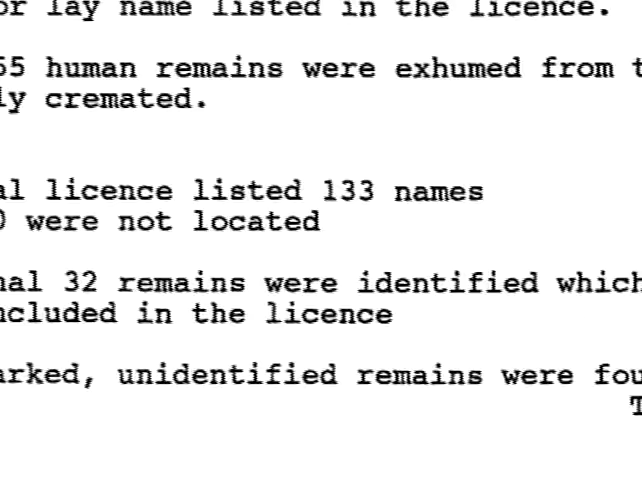 or lay name listed in the licence.
55 human remains were exhumed from t
ly cremated.
al licence listed 133 names
0 were not located
nal 32 remains were identified which
ncluded in the licence
arked, unidentified remains were fou
T